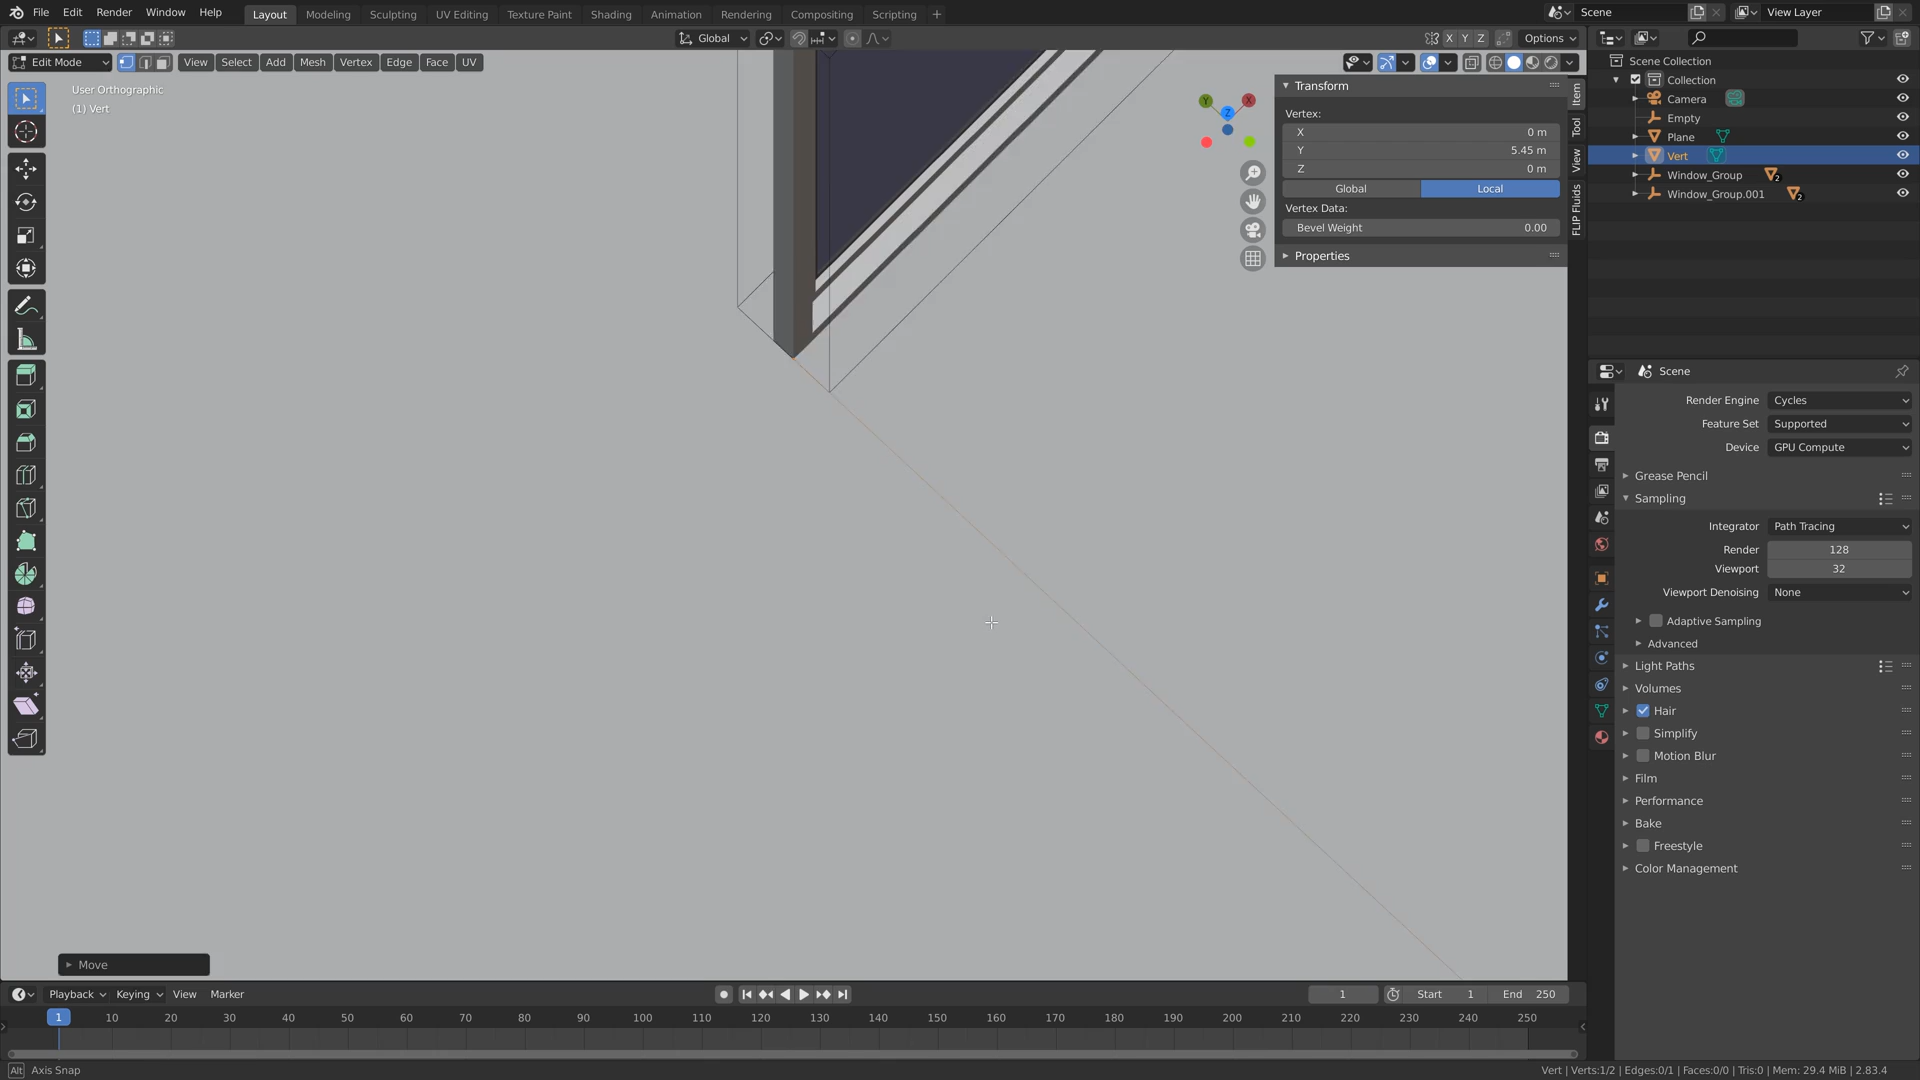 File Edit Render Window Help Layout Modeling Sculpting UV Editing Texture Paint Shading Animation Rendering Compositing Scripting + Scene View Layer
Global X Y Z Options
Edit Mode View Select Add Mesh Vertex Edge Face UV
User Orthographic
(1) Vert
Y X
Z
Transform
Vertex:
X 0 m
Y 5.45 m
Z 0 m
Global Local
Vertex Data:
Bevel Weight 0.00
Properties
Item
Tool
View
FLIP Fluids
Scene Collection
Collection
Camera
Empty
Plane
Vert
Window_Group 2
Window_Group.001 2
Scene
Render Engine Cycles
Feature Set Supported
Device GPU Compute
Grease Pencil
Sampling
Integrator Path Tracing
Render 128
Viewport 32
Viewport Denoising None
Adaptive Sampling
Advanced
Light Paths
Volumes
Hair
Simplify
Motion Blur
Film
Performance
Bake
Freestyle
Color Management
Move
Playback Keying View Marker 1 Start 1 End 250
1 10 20 30 40 50 60 70 80 90 100 110 120 130 140 150 160 170 180 190 200 210 220 230 240 250
Alt Axis Snap
Vert | Verts:1/2 | Edges:0/1 | Faces:0/0 | Tris:0 | Mem: 29.4 MiB | 2.83.4